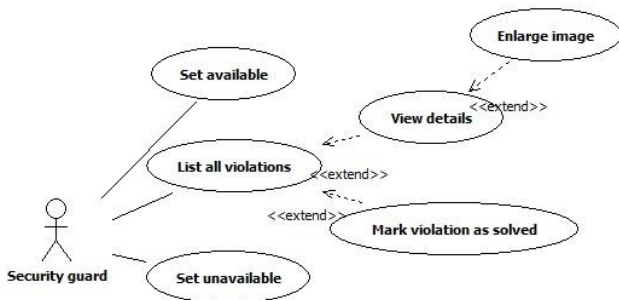 Enlarge image
Set available
<<extend>>
View details
List all violations
<<extend>>
<<extend>>
Mark violation as solved
Security guard
Set unavailable